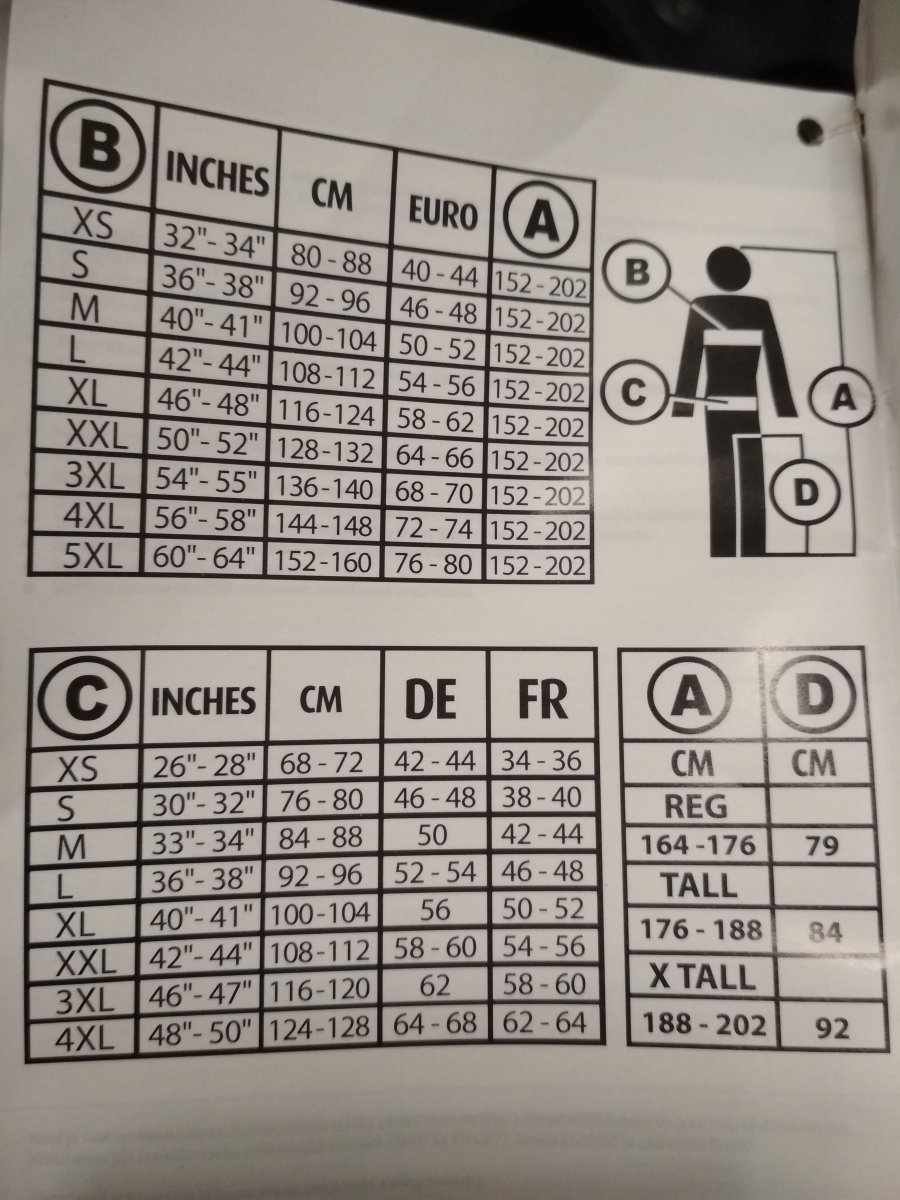 B INCHES CM EURO A
XS 32"- 34" 80 - 88 40 - 44 152 - 202
S 36"- 38" 92 - 96 46 - 48 152 - 202
M 40"- 41" 100-104 50 - 52 152 - 202
L 42"- 44" 108-112 54 - 56 152 - 202
XL 46"- 48" 116-124 58 - 62 152 - 202
XXL 50"- 52" 128-132 64 - 66 152 - 202
3XL 54"- 55" 136-140 68 - 70 152 - 202
4XL 56"- 58" 144-148 72 - 74 152 - 202
5XL 60"- 64" 152-160 76 - 80 152 - 202
B
C
A
D
C INCHES CM DE FR
XS 26"- 28" 68 - 72 42 - 44 34 - 36
S 30"- 32" 76 - 80 46 - 48 38 - 40
M 33"- 34" 84 - 88 50 42 - 44
L 36"- 38" 92 - 96 52 - 54 46 - 48
XL 40"- 41" 100-104 56 50 - 52
XXL 42"- 44" 108-112 58 - 60 54 - 56
3XL 46"- 47" 116-120 62 58 - 60
4XL 48"- 50" 124-128 64 - 68 62 - 64
A D
CM CM
REG
164 -176 79
TALL
176 - 188 84
X TALL
188 - 202 92